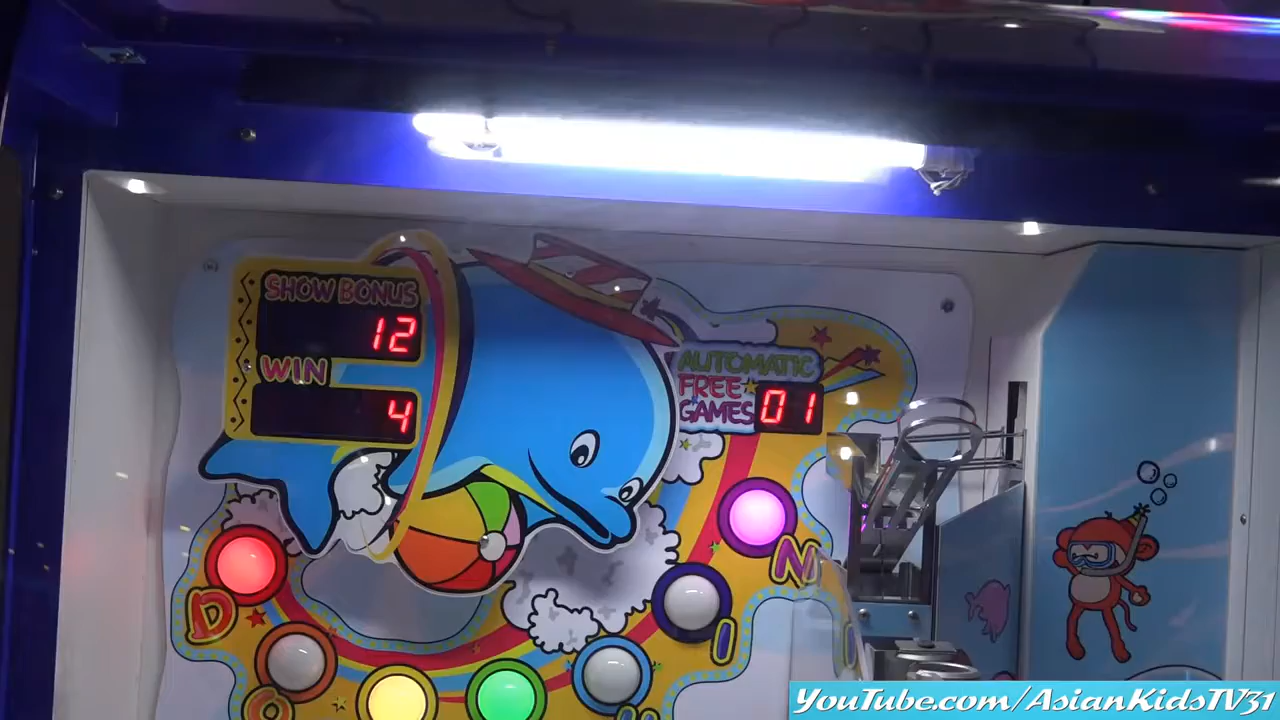 SHOW BONUS
12
WIN
4
AUTOMATIC
FREE
GAMES 01
D
O
I
N
YouTube.com/AsianKidsTV31